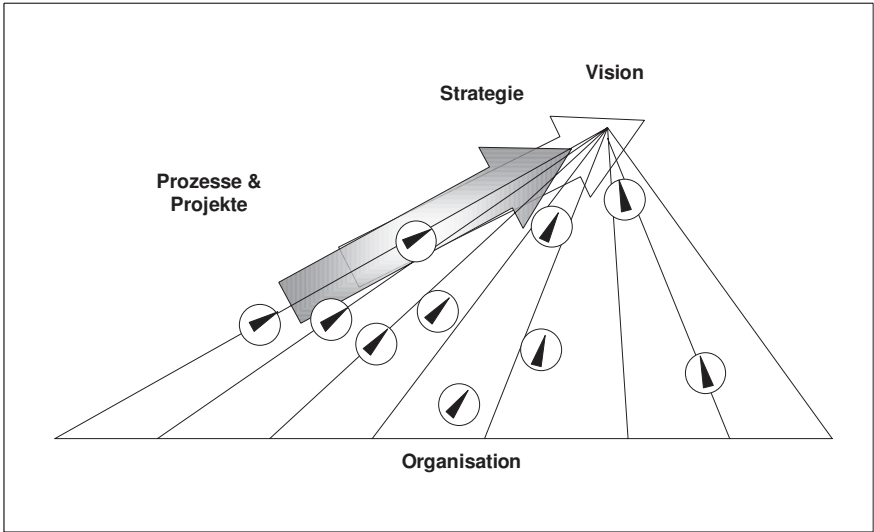 Vision
Strategie
Prozesse &
Projekte
Organisation